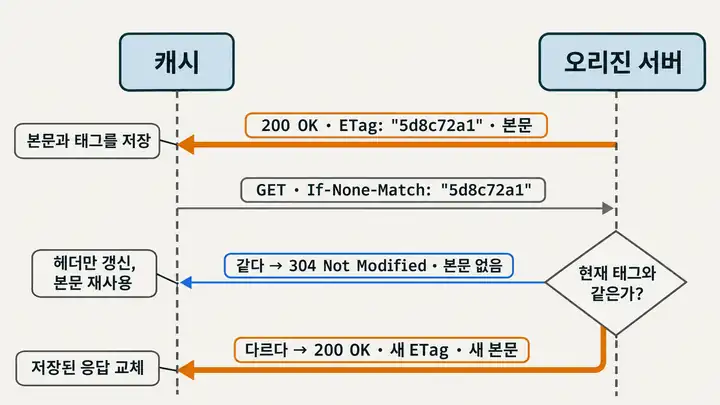 캐시
오리진 서버
200 OK • ETag: "5d8c72a1" • 본문
본문과 태그를 저장
GET • If-None-Match: "5d8c72a1"
헤더만 갱신,
본문 재사용
같다 → 304 Not Modified • 본문 없음
현재 태그와
같은가?
다르다 → 200 OK • 새 ETag • 새 본문
저장된 응답 교체